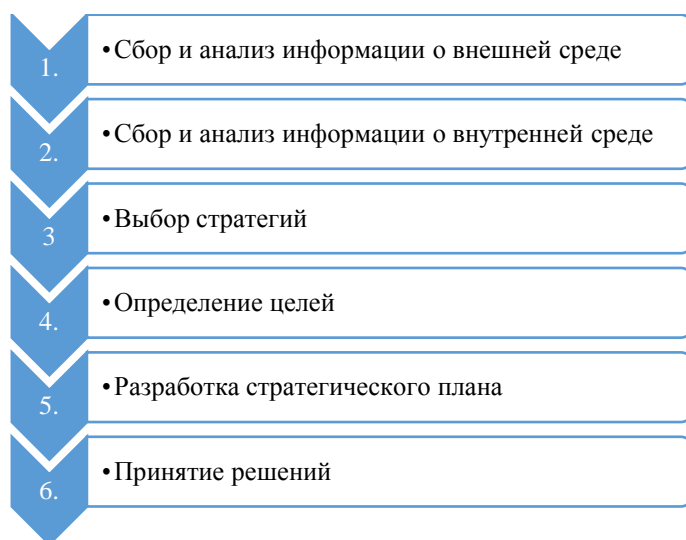 1. •Сбор и анализ информации о внешней среде
2. •Сбор и анализ информации о внутренней среде
3 •Выбор стратегий
4. •Определение целей
5. •Разработка стратегического плана
6. •Принятие решений